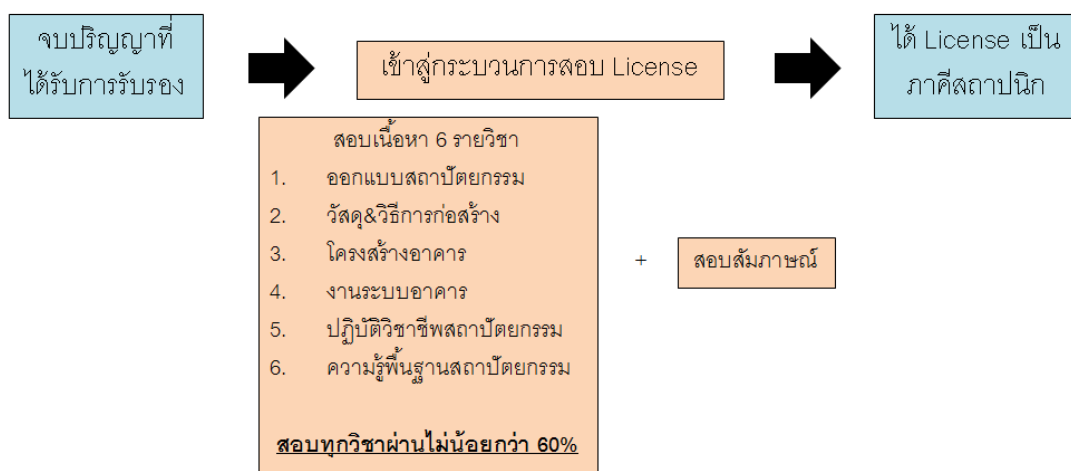 จบปริญญาที่
ได้รับการรับรอง
เข้าสู่กระบวนการสอบ License
ได้ License เป็น
ภาคีสถาปนิก
สอบเนื้อหา 6 รายวิชา
1. ออกแบบสถาปัตยกรรม
2. วัสดุ&วิธีการก่อสร้าง
3. โครงสร้างอาคาร
4. งานระบบอาคาร
5. ปฏิบัติวิชาชีพสถาปัตยกรรม
6. ความรู้พื้นฐานสถาปัตยกรรม
สอบทุกวิชาผ่านไม่น้อยกว่า 60%
+
สอบสัมภาษณ์